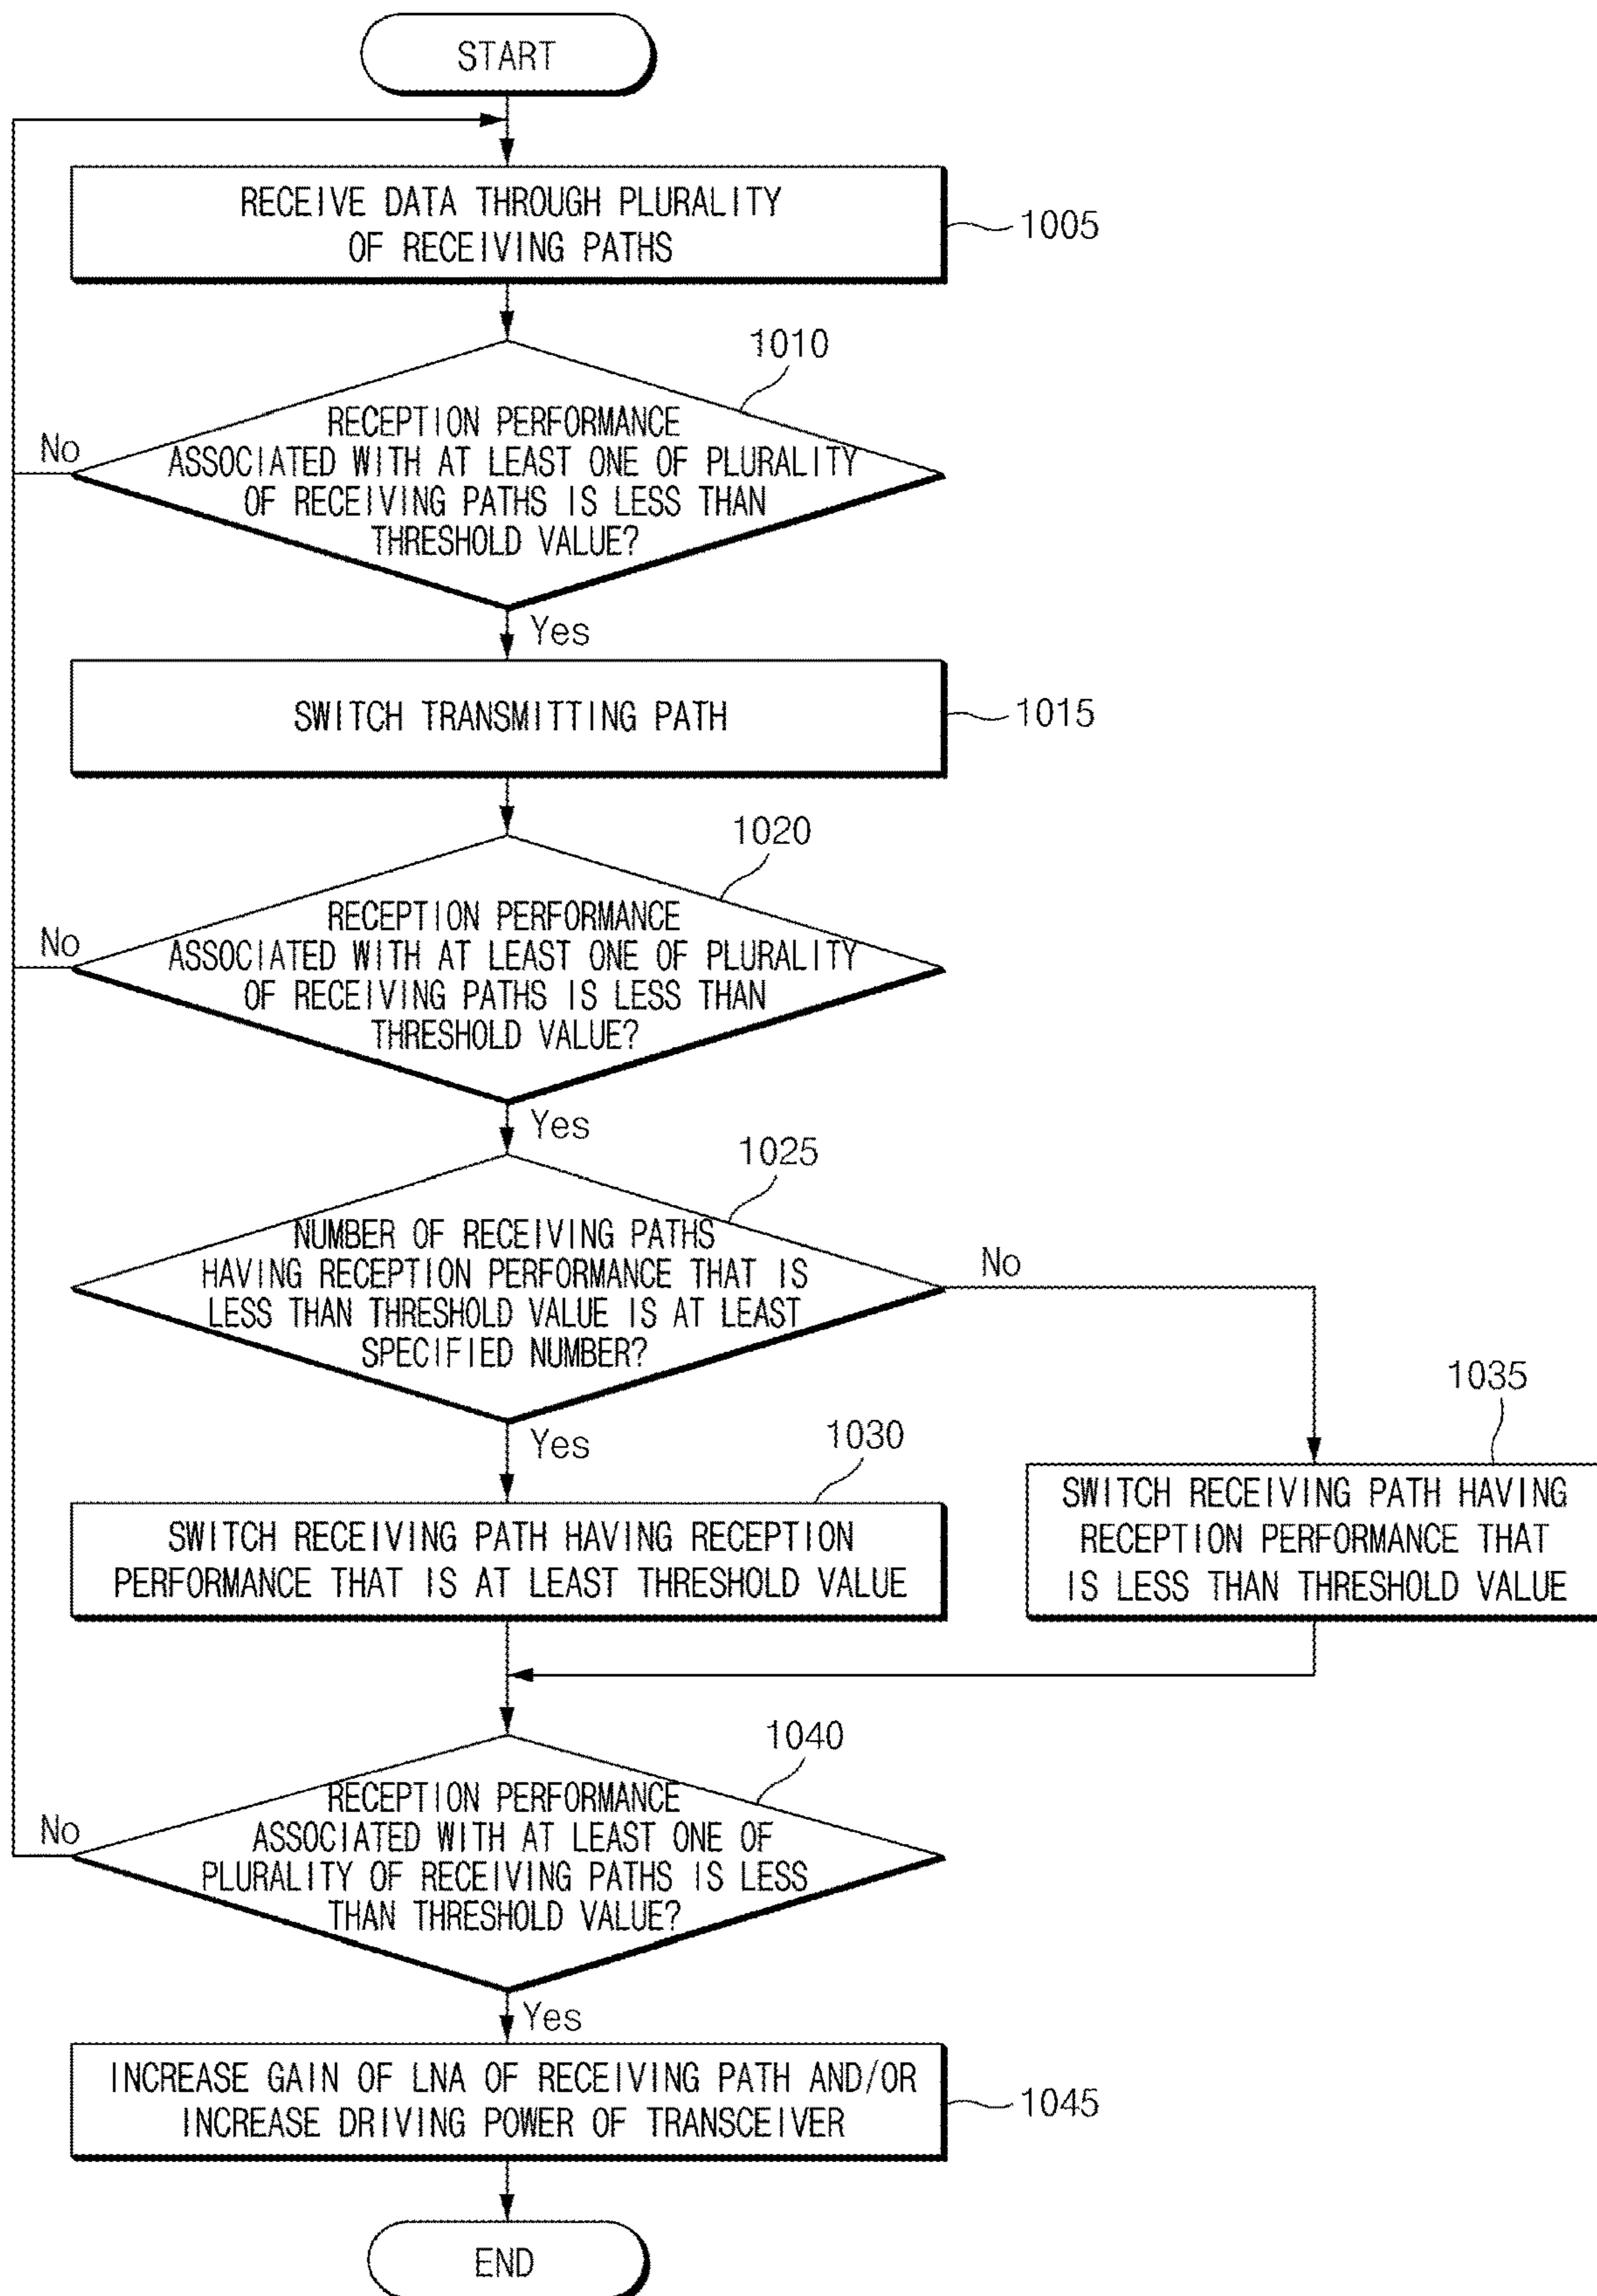 START
RECEIVE DATA THROUGH PLURALITY
OF RECEIVING PATHS
1005
1010
RECEPTION PERFORMANCE
ASSOCIATED WITH AT LEAST ONE OF PLURALITY
OF RECEIVING PATHS IS LESS THAN
THRESHOLD VALUE?
No
Yes
SWITCH TRANSMITTING PATH
1015
1020
RECEPTION PERFORMANCE
ASSOCIATED WITH AT LEAST ONE OF PLURALITY
OF RECEIVING PATHS IS LESS THAN
THRESHOLD VALUE?
No
Yes
1025
NUMBER OF RECEIVING PATHS
HAVING RECEPTION PERFORMANCE THAT IS
LESS THAN THRESHOLD VALUE IS AT LEAST
SPECIFIED NUMBER?
No
Yes
1030
SWITCH RECEIVING PATH HAVING RECEPTION
PERFORMANCE THAT IS AT LEAST THRESHOLD VALUE
1035
SWITCH RECEIVING PATH HAVING
RECEPTION PERFORMANCE THAT
IS LESS THAN THRESHOLD VALUE
1040
RECEPTION PERFORMANCE
ASSOCIATED WITH AT LEAST ONE OF
PLURALITY OF RECEIVING PATHS IS LESS
THAN THRESHOLD VALUE?
No
Yes
INCREASE GAIN OF LNA OF RECEIVING PATH AND/OR
INCREASE DRIVING POWER OF TRANSCEIVER
1045
END